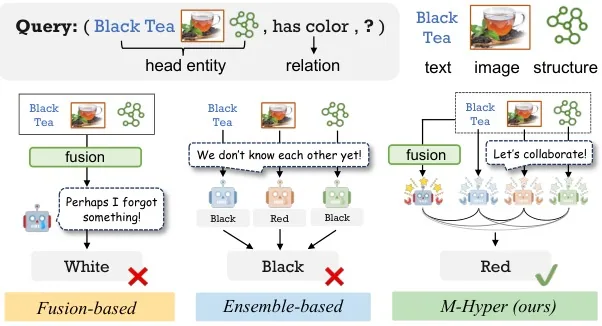 Query: ( Black Tea , has color , ? )
head entity
relation
Black
Tea
text
image
structure
Black
Tea
fusion
Perhaps I forgot
something!
White
Fusion-based
Black
Tea
We don't know each other yet!
Black
Red
Black
Black
Ensemble-based
Black
Tea
fusion
Let's collaborate!
Red
M-Hyper (ours)